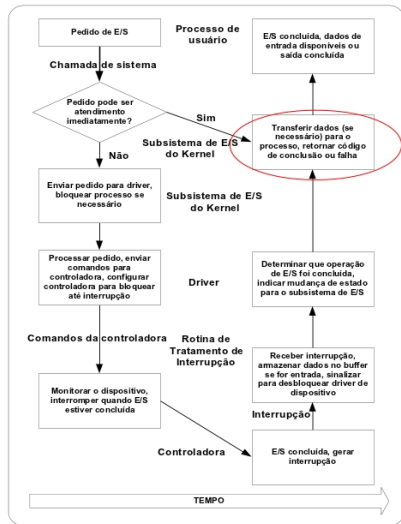 Pedido de E/S
Processo de
usuário
E/S concluída, dados de
entrada disponíveis ou
saída concluída
Chamada de sistema
Pedido pode ser
atendimento
imediatamente?
Sim
Subsistema de E/S
do Kernel
Transferir dados (se
necessário) para o
processo, retornar código
de conclusão ou falha
Não
Enviar pedido para driver,
bloquear processo se
necessário
Subsistema de E/S
do Kernel
Processar pedido, enviar
comandos para
controladora, configurar
controladora para bloquear
até interrupção
Driver
Determinar que operação
de E/S foi concluída,
indicar mudança de estado
para o subsistema de E/S
Comandos da controladora
Rotina de
Tratamento de
Interrupção
Receber interrupção,
armazenar dados no buffer
se for entrada, sinalizar
para desbloquear driver de
dispositivo
Monitorar o dispositivo,
interromper quando E/S
estiver concluída
Interrupção
Controladora
E/S concluída, gerar
interrupção
TEMPO